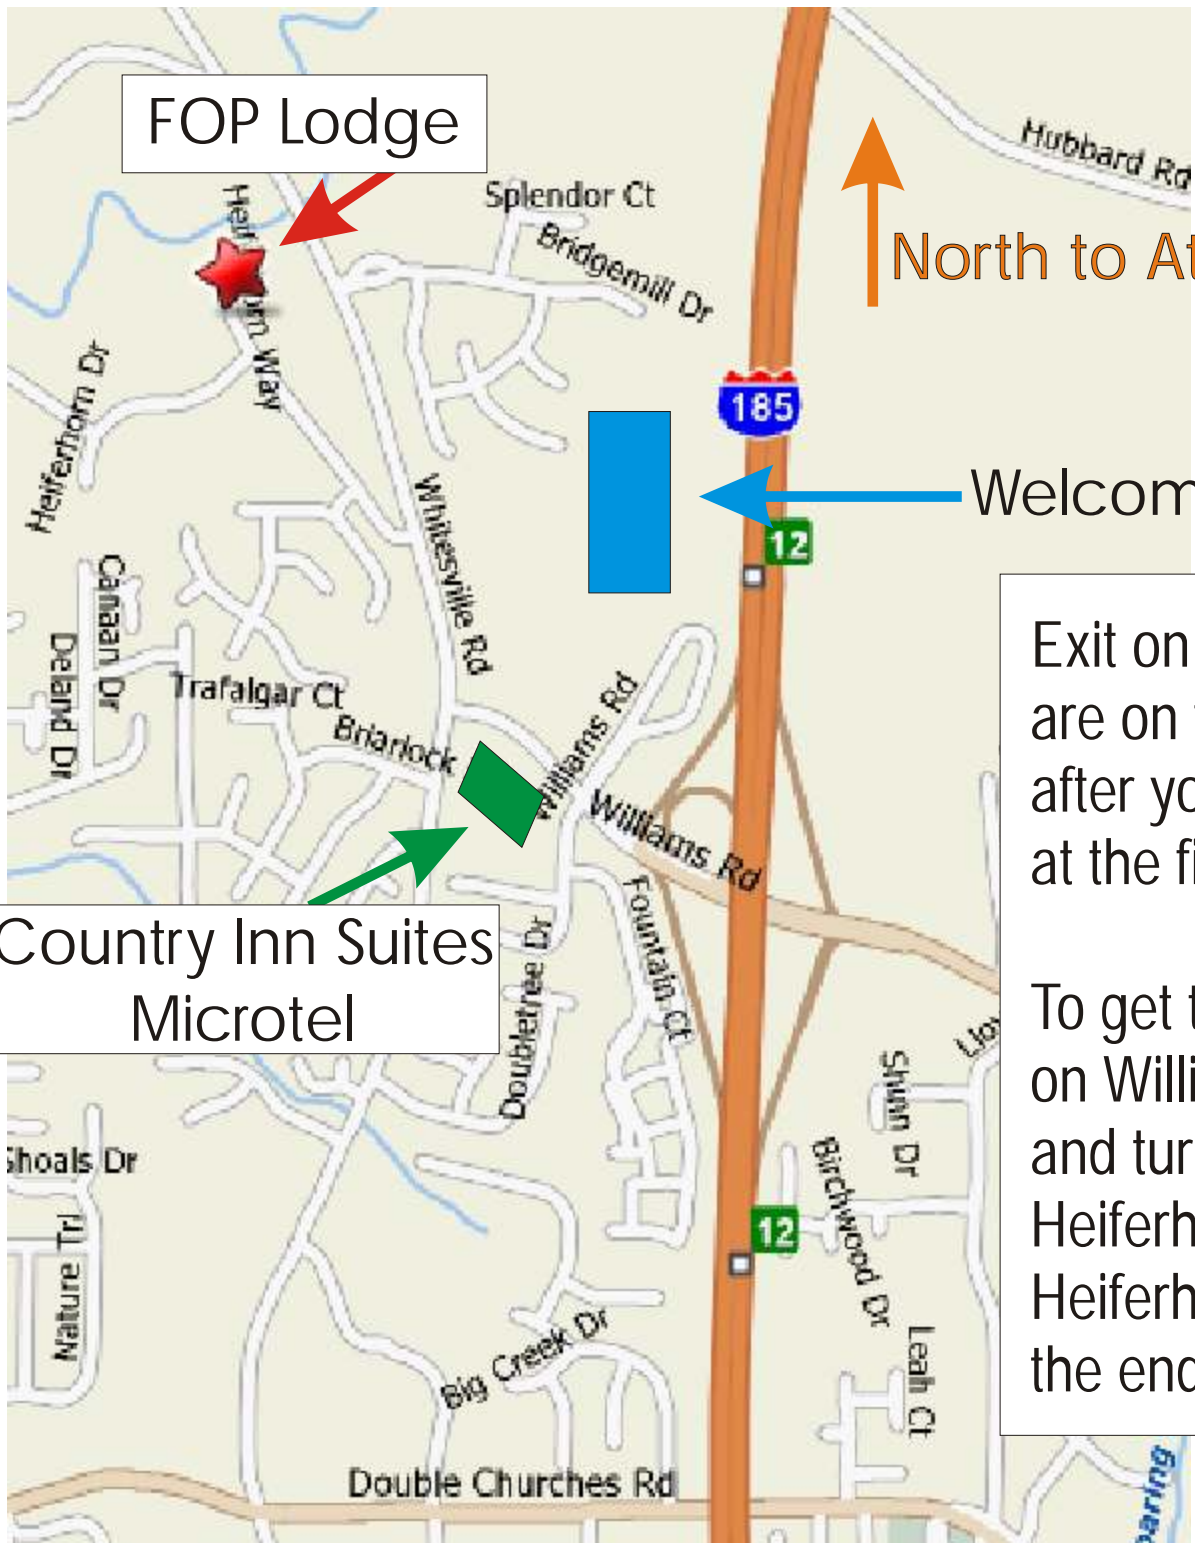 FOP Lodge
Hubbard Rd
Splendor Ct
Bridgemill Dr
North to At
Way
Heiferhorn Dr
185
Welcom
12
Whitesville Rd
Canaan Dr
Deland Dr
Trafalgar Ct
Briarlock
Williams Rd
Williams Rd
Exit on
are on
after yo
at the fi
Country Inn Suites
Microtel
Fountain Ct
Doubletree Dr
To get t
on Willi
and tur
Heiferh
Heiferh
the end
Shoals Dr
Nature Trl
Shunn Dr
12
Birchwood Dr
Big Creek Dr
Leah Ct
Double Churches Rd